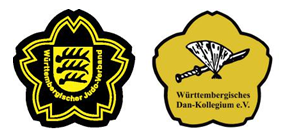 Württembergischer Judo-Verband
Württembergisches
Dan-Kollegium e.V.